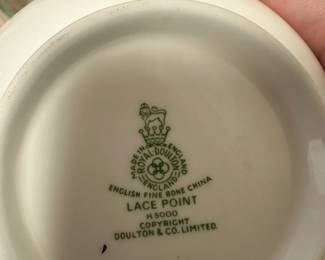 MADE IN ENGLAND
ROYAL DOULTON
ENGLAND
ENGLISH FINE BONE CHINA
LACE POINT
H 5000
COPYRIGHT
DOULTON & CO. LIMITED.